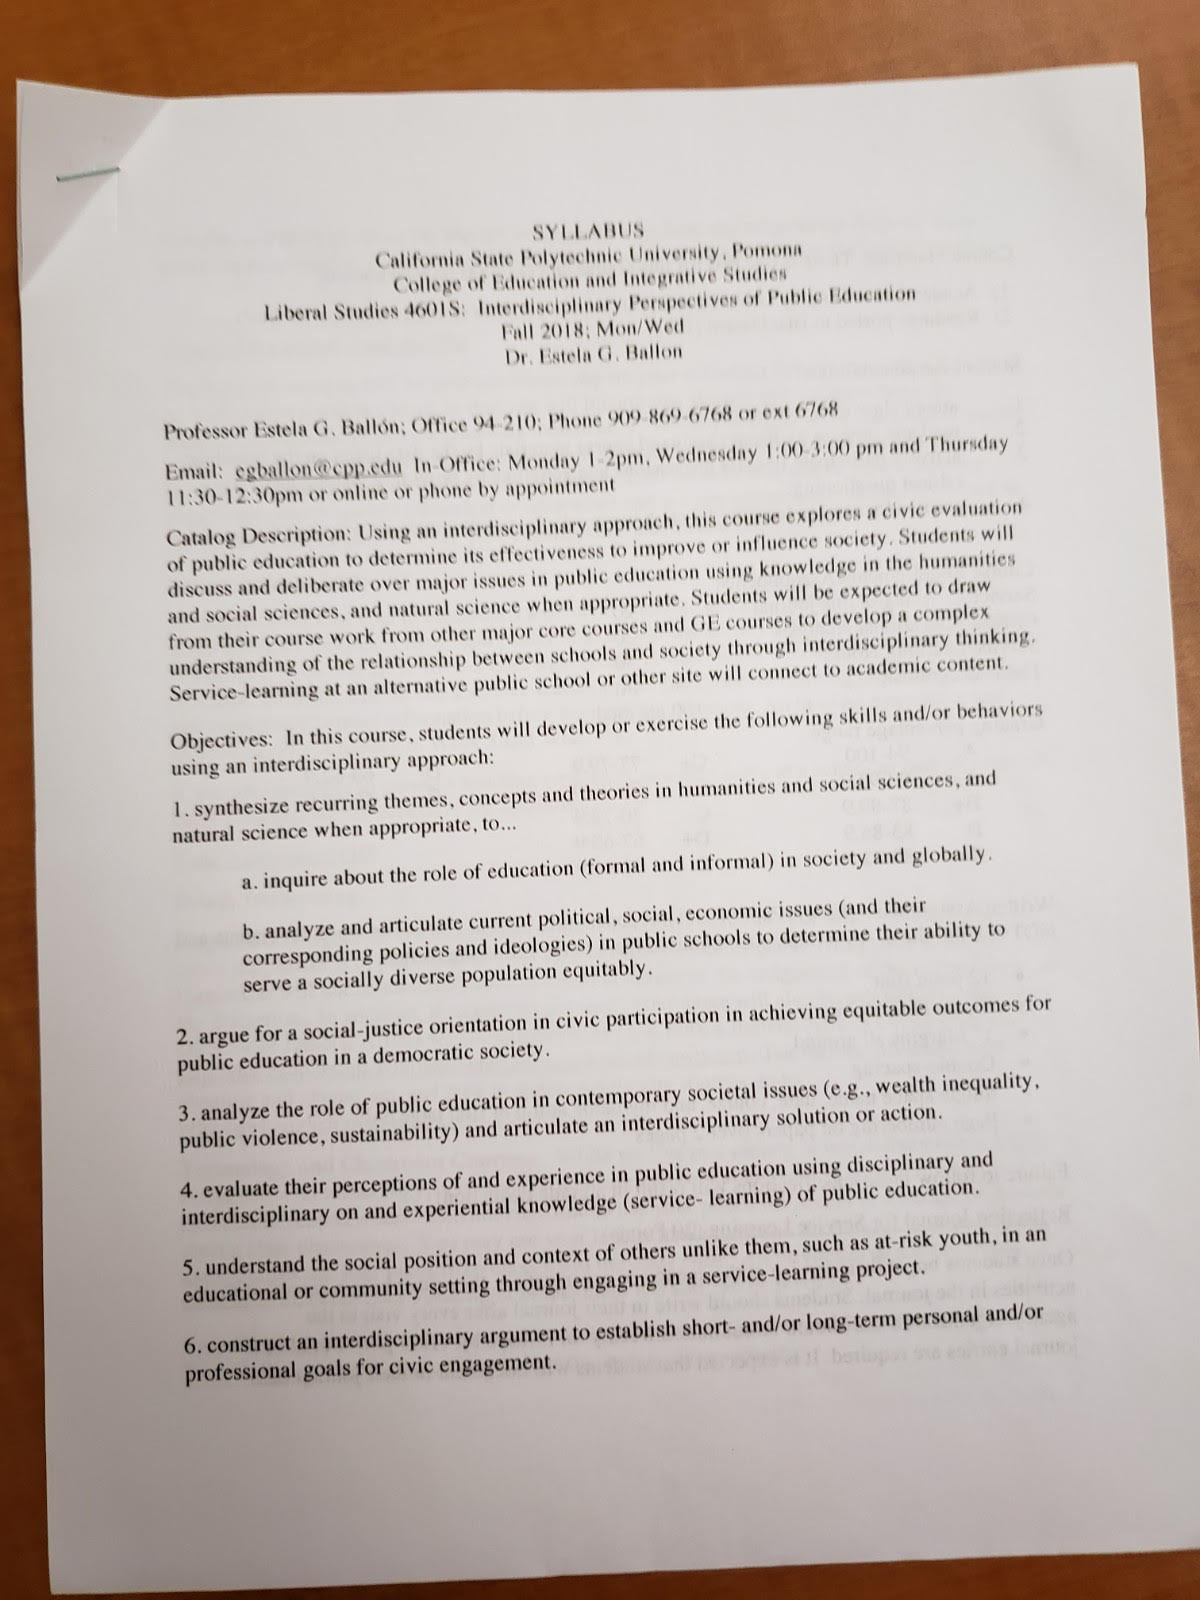 SYLLABUS
California State Polytechnic University, Pomona
College of Education and Integrative Studies
Liberal Studies 4601S: Interdisciplinary Perspectives of Public Education
Fall 2018; Mon/Wed
Dr. Estela G. Ballon
Professor Estela G. Ballón; Office 94-210; Phone 909-869-6768 or ext 6768
Email: egballon@cpp.edu In-Office: Monday 1-2pm, Wednesday 1:00-3:00 pm and Thursday
11:30-12:30pm or online or phone by appointment
Catalog Description: Using an interdisciplinary approach, this course explores a civic evaluation
of public education to determine its effectiveness to improve or influence society. Students will
discuss and deliberate over major issues in public education using knowledge in the humanities
and social sciences, and natural science when appropriate. Students will be expected to draw
from their course work from other major core courses and GE courses to develop a complex
understanding of the relationship between schools and society through interdisciplinary thinking.
Service-learning at an alternative public school or other site will connect to academic content.
Objectives: In this course, students will develop or exercise the following skills and/or behaviors
using an interdisciplinary approach:
1. synthesize recurring themes, concepts and theories in humanities and social sciences, and
natural science when appropriate, to...
a. inquire about the role of education (formal and informal) in society and globally.
b. analyze and articulate current political, social, economic issues (and their
corresponding policies and ideologies) in public schools to determine their ability to
serve a socially diverse population equitably.
2. argue for a social-justice orientation in civic participation in achieving equitable outcomes for
public education in a democratic society.
3. analyze the role of public education in contemporary societal issues (e.g., wealth inequality,
public violence, sustainability) and articulate an interdisciplinary solution or action.
4. evaluate their perceptions of and experience in public education using disciplinary and
interdisciplinary on and experiential knowledge (service- learning) of public education.
5. understand the social position and context of others unlike them, such as at-risk youth, in an
educational or community setting through engaging in a service-learning project.
6. construct an interdisciplinary argument to establish short- and/or long-term personal and/or
professional goals for civic engagement.